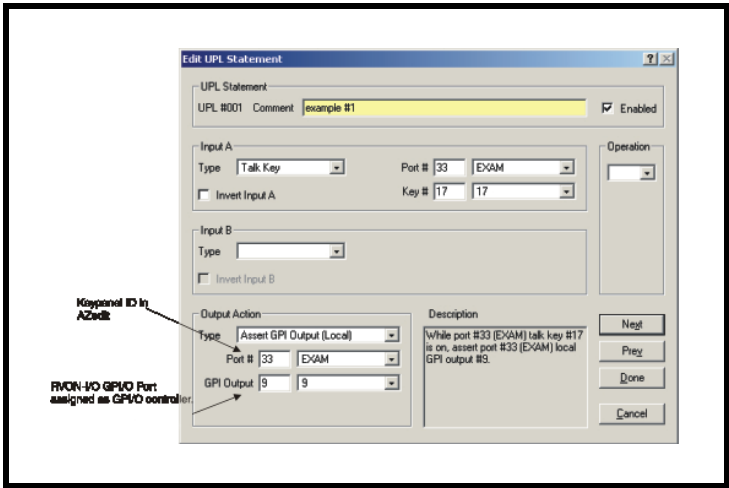 Edit UPL Statement
UPL Statement
UPL #001 Comment example #1 Enabled
Input A
Type Talk Key Port # 33 EXAM
Invert Input A Key # 17 17
Operation
Input B
Type
Invert Input B
Keypanel ID in
AZedit
Output Action
Type Assert GPI Output (Local)
Port # 33 EXAM
GPI Output 9 9
RVON-I/O GPI/O Port
assigned as GPI/O controller.
Description
While port #33 (EXAM) talk key #17
is on, assert port #33 (EXAM) local
GPI output #9.
Next
Prev
Done
Cancel